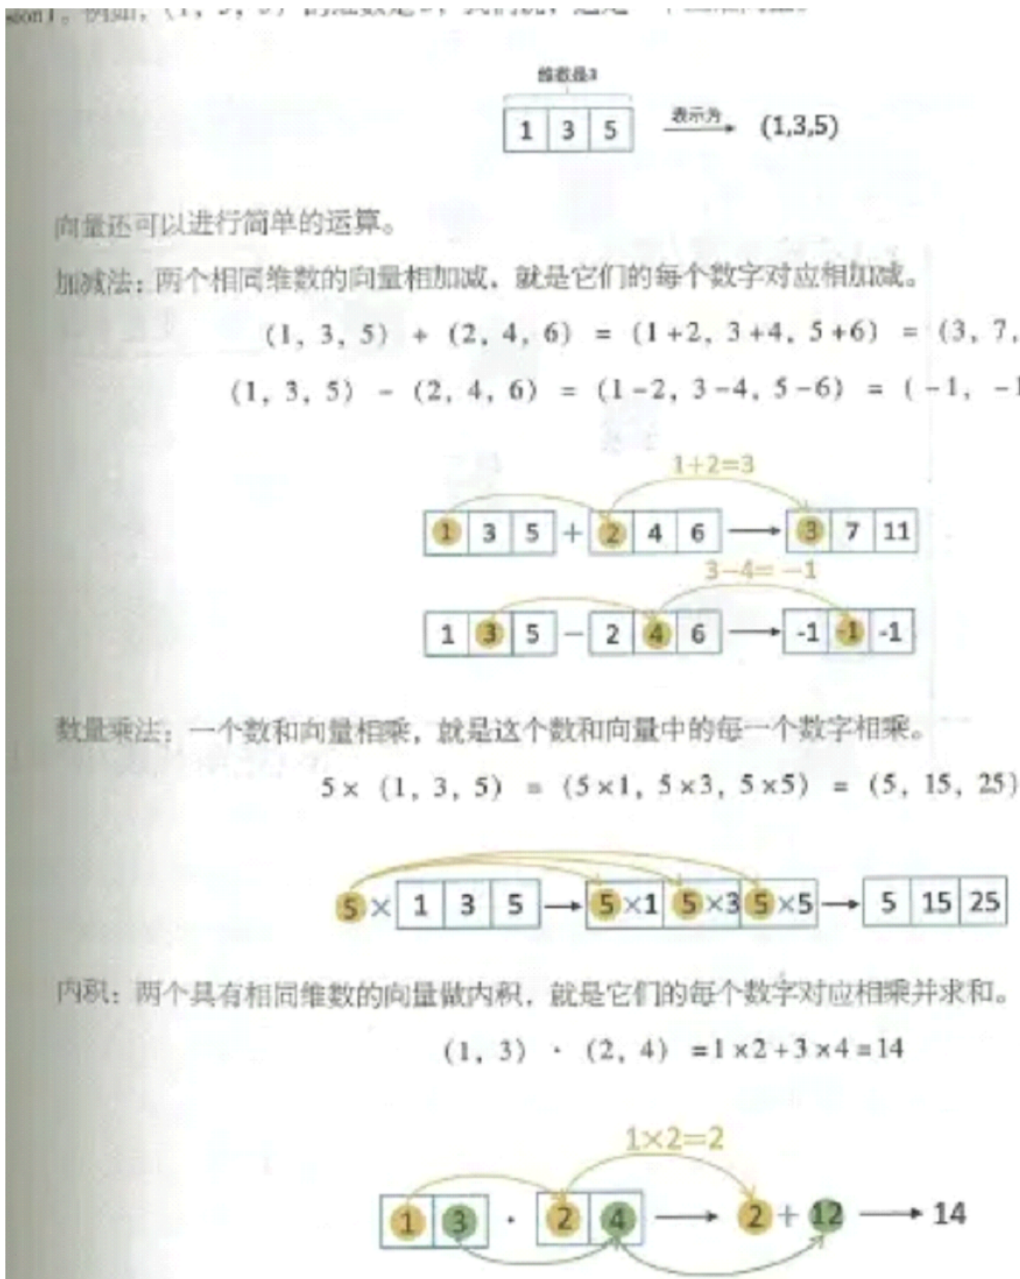 维数是3
1 3 5 表示为 (1,3,5)
向量还可以进行简单的运算。
加减法：两个相同维数的向量相加减，就是它们的每个数字对应相加减。
(1, 3, 5) + (2, 4, 6) = (1+2, 3+4, 5+6) = (3, 7,
(1, 3, 5) - (2, 4, 6) = (1-2, 3-4, 5-6) = (-1, -1
1+2=3
1 3 5 + 2 4 6 → 3 7 11
3-4= -1
1 3 5 - 2 4 6 → -1 -1 -1
数量乘法：一个数和向量相乘，就是这个数和向量中的每一个数字相乘。
5× (1, 3, 5) = (5×1, 5×3, 5×5) = (5, 15, 25)
5 × 1 3 5 → 5×1 5×3 5×5 → 5 15 25
内积：两个具有相同维数的向量做内积，就是它们的每个数字对应相乘并求和。
(1, 3) · (2, 4) =1×2+3×4=14
1×2=2
1 3 · 2 4 → 2 + 12 → 14